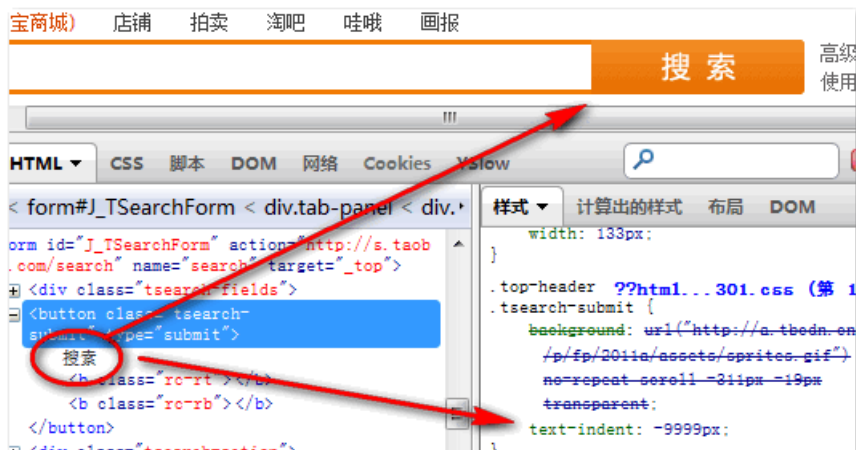 宝商城) 店铺 拍卖 淘吧 哇哦 画报
搜 索
高级
使用
HTML CSS 脚本 DOM 网络 Cookies YSlow
< form#J_TSearchForm < div.tab-panel < div.
orm id="J_TSearchForm" action="http://s.taob
.com/search" name="search" target="_top">
<div class="tsearch-fields">
<button class="tsearch-
submit" type="submit">
搜索
<b class="rc-rt"></b>
<b class="rc-rb"></b>
</button>
样式 计算出的样式 布局 DOM
width: 133px;
}
.top-header ??html...301.css (第 1
.tsearch-submit {
background: url("http://a.tbcdn.cn
/p/fp/2011a/assets/sprites.gif")
no-repeat scroll -311px -19px
transparent;
text-indent: -9999px;